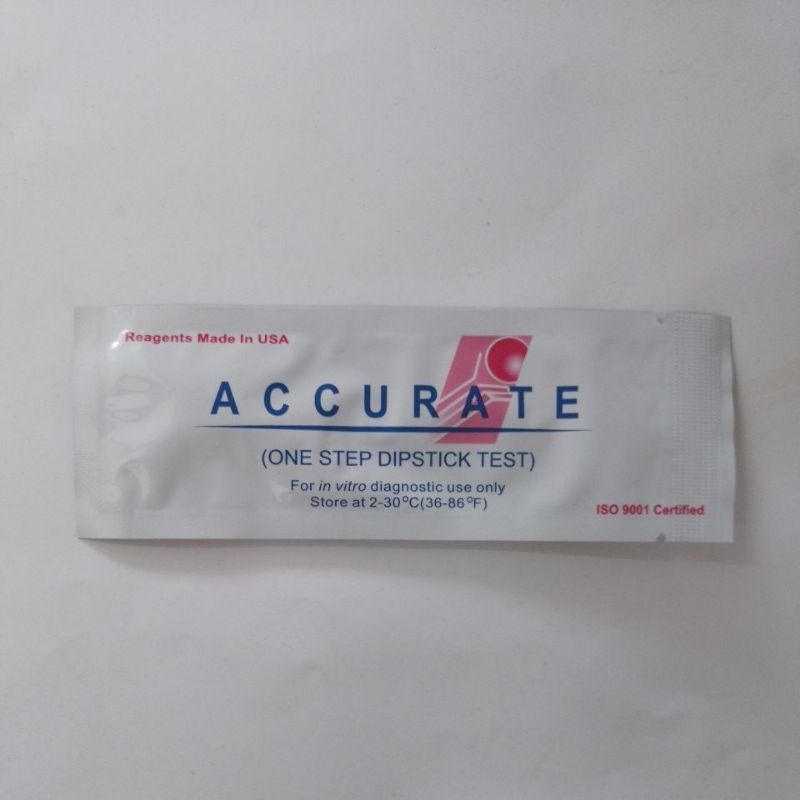 Reagents Made In USA
ACCURATE
(ONE STEP DIPSTICK TEST)
For in vitro diagnostic use only
Store at 2-30°C(36-86°F)
ISO 9001 Certified